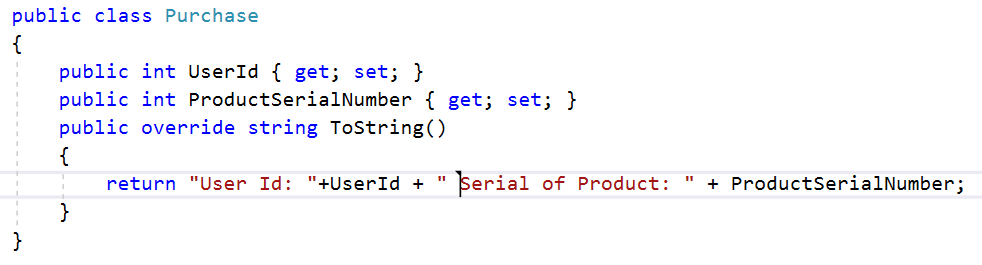 public class Purchase
{
    public int UserId { get; set; }
    public int ProductSerialNumber { get; set; }
    public override string ToString()
    {
        return "User Id: "+UserId + " Serial of Product: " + ProductSerialNumber;
    }
}